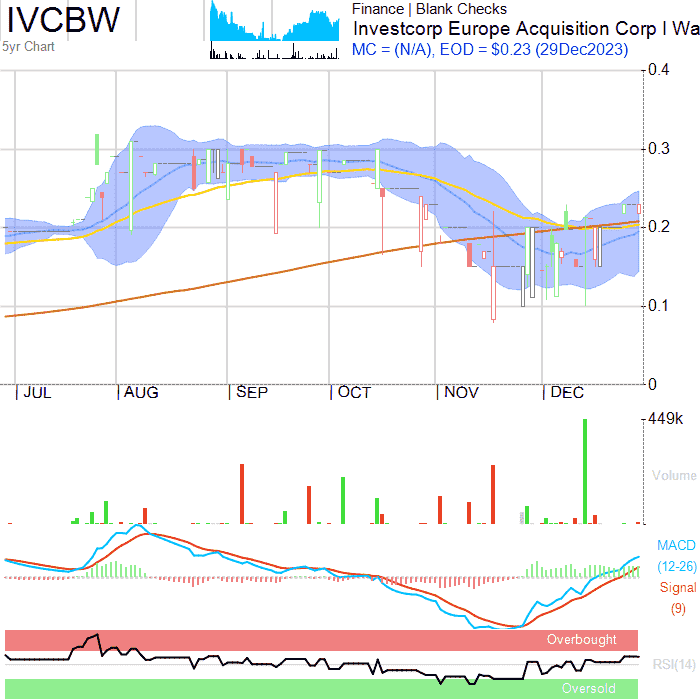 IVCBW
5yr Chart
Finance | Blank Checks
Investcorp Europe Acquisition Corp I Wa
MC = (N/A), EOD = $0.23 (29Dec2023)
0.4
0.3
0.2
0.1
0
JUL AUG SEP OCT NOV DEC
449k
Volume
MACD
(12-26)
Signal
(9)
Overbought
RSI(14)
Oversold